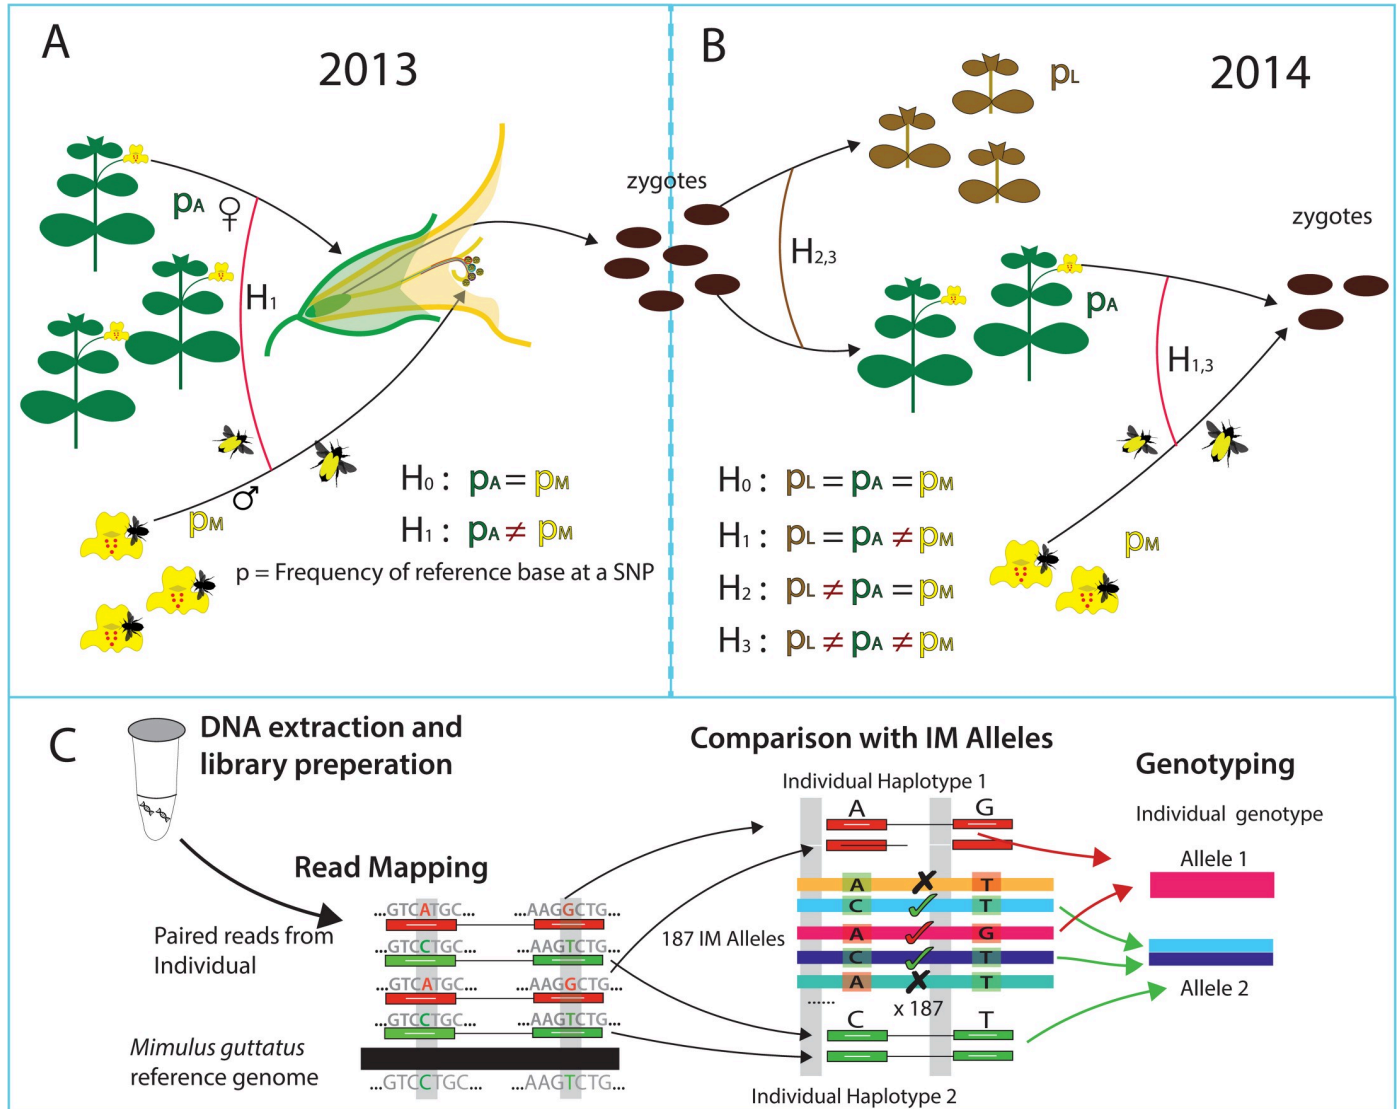 A
2013
pA ♀
H1
♂
pM
H0 : pA = pM
H1 : pA ≠ pM
p = Frequency of reference base at a SNP
zygotes
B
2014
pL
H2,3
pA
H1,3
zygotes
pM
H0 : pL = pA = pM
H1 : pL = pA ≠ pM
H2 : pL ≠ pA = pM
H3 : pL ≠ pA ≠ pM
C
DNA extraction and
library preperation
Read Mapping
Paired reads from
Individual
...GTCATGC... ...AAGGCTG...
...GTCCTGC... ...AAGTCTG...
...GTCATGC... ...AAGGCTG...
...GTCCTGC... ...AAGTCTG...
Mimulus guttatus
reference genome
...GTCCTGC... ...AAGTCTG...
Comparison with IM Alleles
Individual Haplotype 1
A G
187 IM Alleles
A ✗ T
C ✓ T
A ✓ G
C ✓ T
A ✗ T
...... x 187
C T
Individual Haplotype 2
Genotyping
Individual genotype
Allele 1
Allele 2